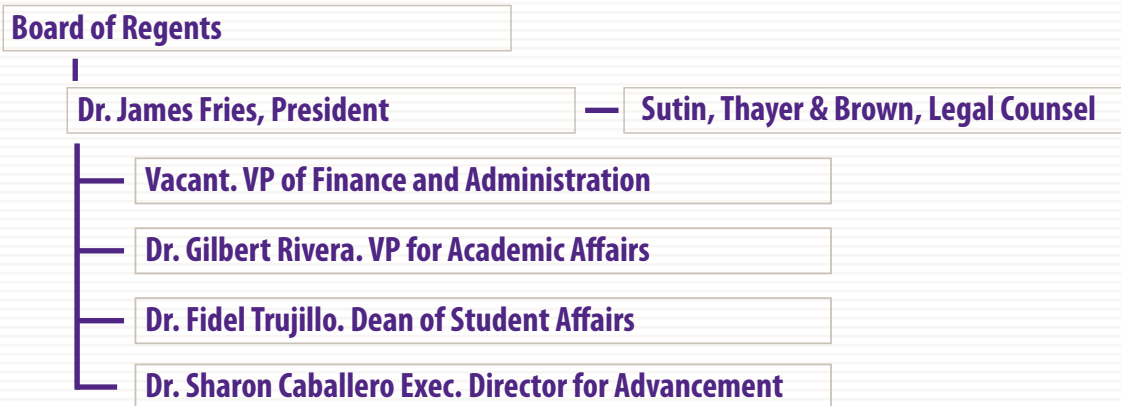 Board of Regents
Dr. James Fries, President
Sutin, Thayer & Brown, Legal Counsel
Vacant. VP of Finance and Administration
Dr. Gilbert Rivera. VP for Academic Affairs
Dr. Fidel Trujillo. Dean of Student Affairs
Dr. Sharon Caballero Exec. Director for Advancement